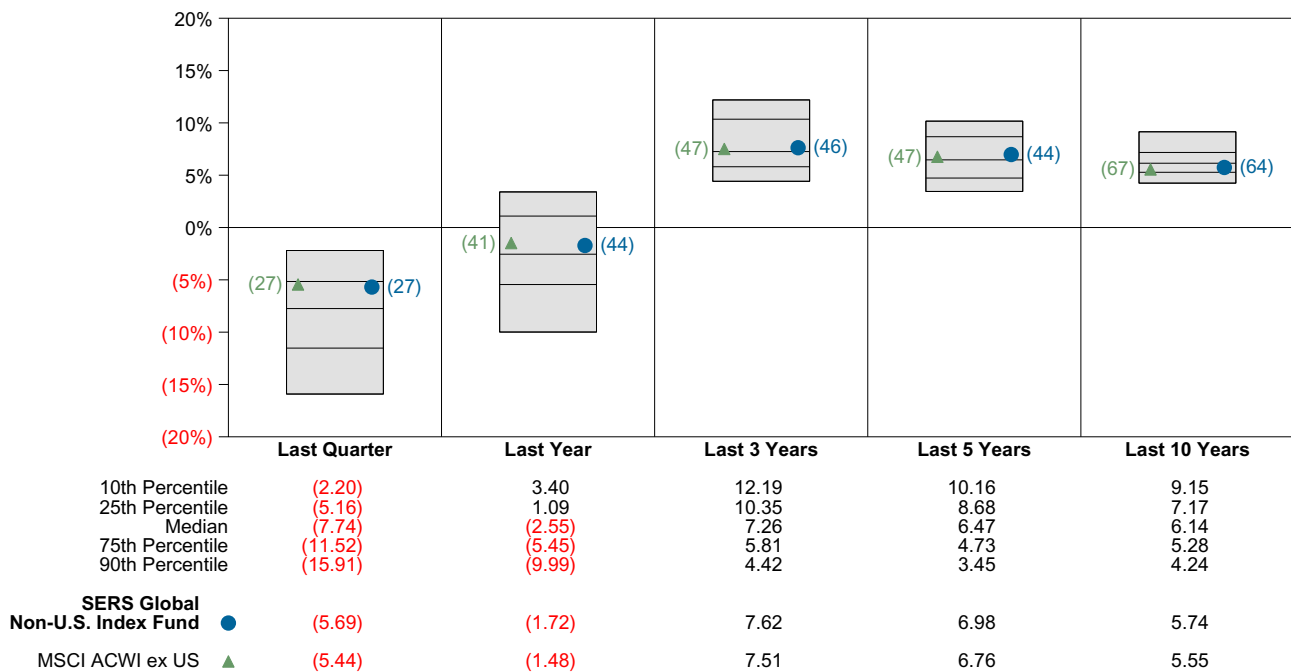 20%
15%
10%
5%
0%
(5%)
(10%)
(15%)
(20%)
(27) (27)
(41) (44)
(47) (46)
(47) (44)
(67) (64)
Last Quarter Last Year Last 3 Years Last 5 Years Last 10 Years
10th Percentile (2.20) 3.40 12.19 10.16 9.15
25th Percentile (5.16) 1.09 10.35 8.68 7.17
Median (7.74) (2.55) 7.26 6.47 6.14
75th Percentile (11.52) (5.45) 5.81 4.73 5.28
90th Percentile (15.91) (9.99) 4.42 3.45 4.24
SERS Global
Non-U.S. Index Fund (5.69) (1.72) 7.62 6.98 5.74
MSCI ACWI ex US (5.44) (1.48) 7.51 6.76 5.55